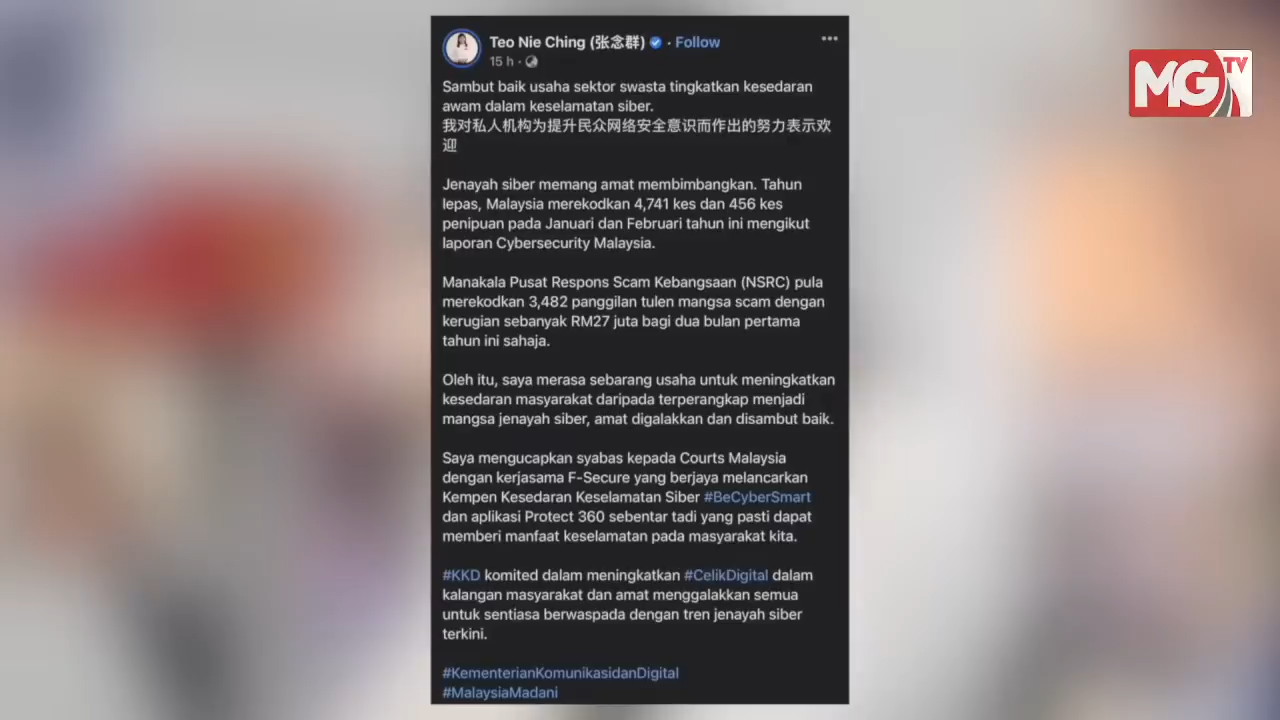 Teo Nie Ching (张念群) · Follow
15 h ·
Sambut baik usaha sektor swasta tingkatkan kesedaran
awam dalam keselamatan siber.
我对私人机构为提升民众网络安全意识而作出的努力表示欢
迎
Jenayah siber memang amat membimbangkan. Tahun
lepas, Malaysia merekodkan 4,741 kes dan 456 kes
penipuan pada Januari dan Februari tahun ini mengikut
laporan Cybersecurity Malaysia.
Manakala Pusat Respons Scam Kebangsaan (NSRC) pula
merekodkan 3,482 panggilan tulen mangsa scam dengan
kerugian sebanyak RM27 juta bagi dua bulan pertama
tahun ini sahaja.
Oleh itu, saya merasa sebarang usaha untuk meningkatkan
kesedaran masyarakat daripada terperangkap menjadi
mangsa jenayah siber, amat digalakkan dan disambut baik.
Saya mengucapkan syabas kepada Courts Malaysia
dengan kerjasama F-Secure yang berjaya melancarkan
Kempen Kesedaran Keselamatan Siber #BeCyberSmart
dan aplikasi Protect 360 sebentar tadi yang pasti dapat
memberi manfaat keselamatan pada masyarakat kita.
#KKD komited dalam meningkatkan #CelikDigital dalam
kalangan masyarakat dan amat menggalakkan semua
untuk sentiasa berwaspada dengan tren jenayah siber
terkini.
#KementerianKomunikasidanDigital
#MalaysiaMadani
MG TV